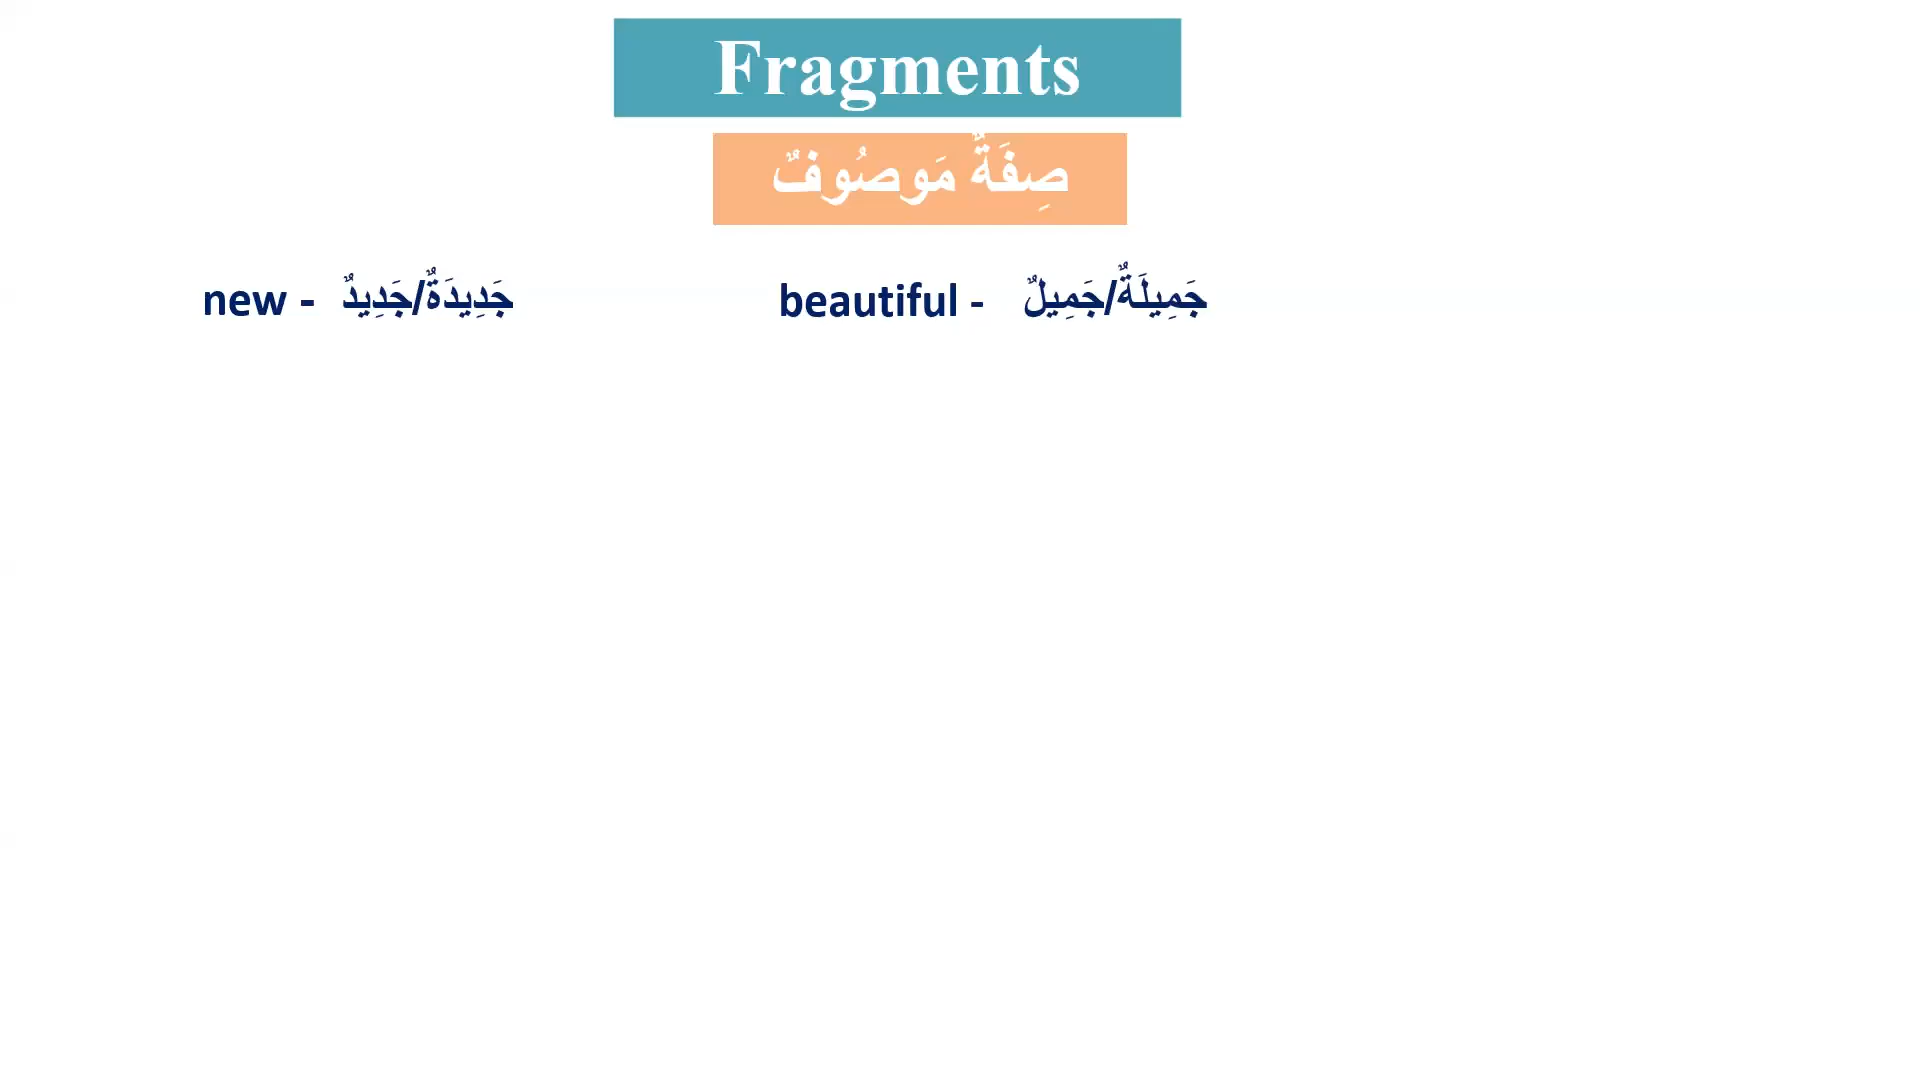 Fragments
صِفَةٌ مَوصُوفٌ
new - جَدِيدَةٌ/جَدِيدٌ
beautiful - جَمِيلَةٌ/جَمِيلٌ